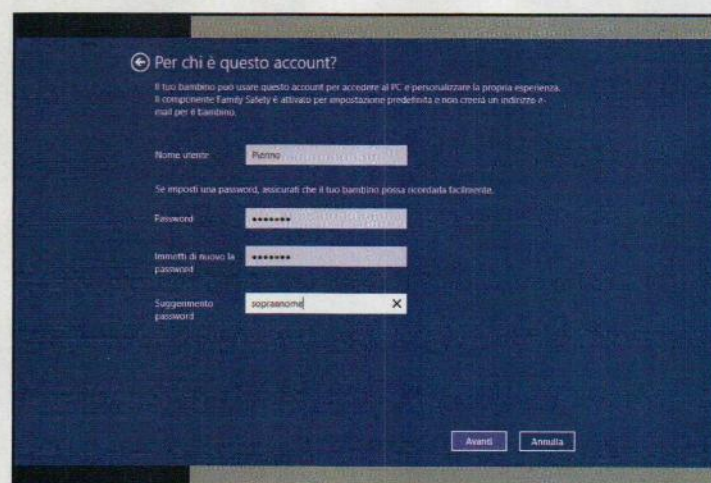 Per chi è questo account?
Il tuo bambino può usare questo account per accedere al PC e personalizzare la propria esperienza.
Il componente Family Safety è attivato per impostazione predefinita e non creerà un indirizzo e-
mail per il bambino.
Nome utente
Pierino
Se imposti una password, assicurati che il tuo bambino possa ricordarla facilmente.
Password
•••••••
Immetti di nuovo la
password
•••••••
Suggerimento
password
soprannome
Avanti
Annulla